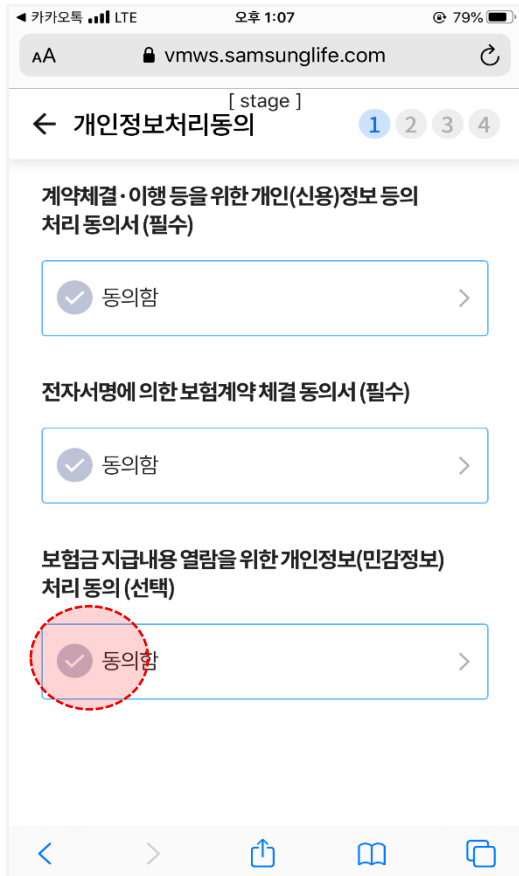 카카오톡 LTE 오후 1:07 79%
AA vmws.samsunglife.com
[ stage ]
개인정보처리동의 1 2 3 4
계약체결·이행 등을 위한 개인(신용)정보 등의
처리 동의서 (필수)
동의함
전자서명에 의한 보험계약 체결 동의서 (필수)
동의함
보험금 지급내용 열람을 위한 개인정보(민감정보)
처리 동의 (선택)
동의함